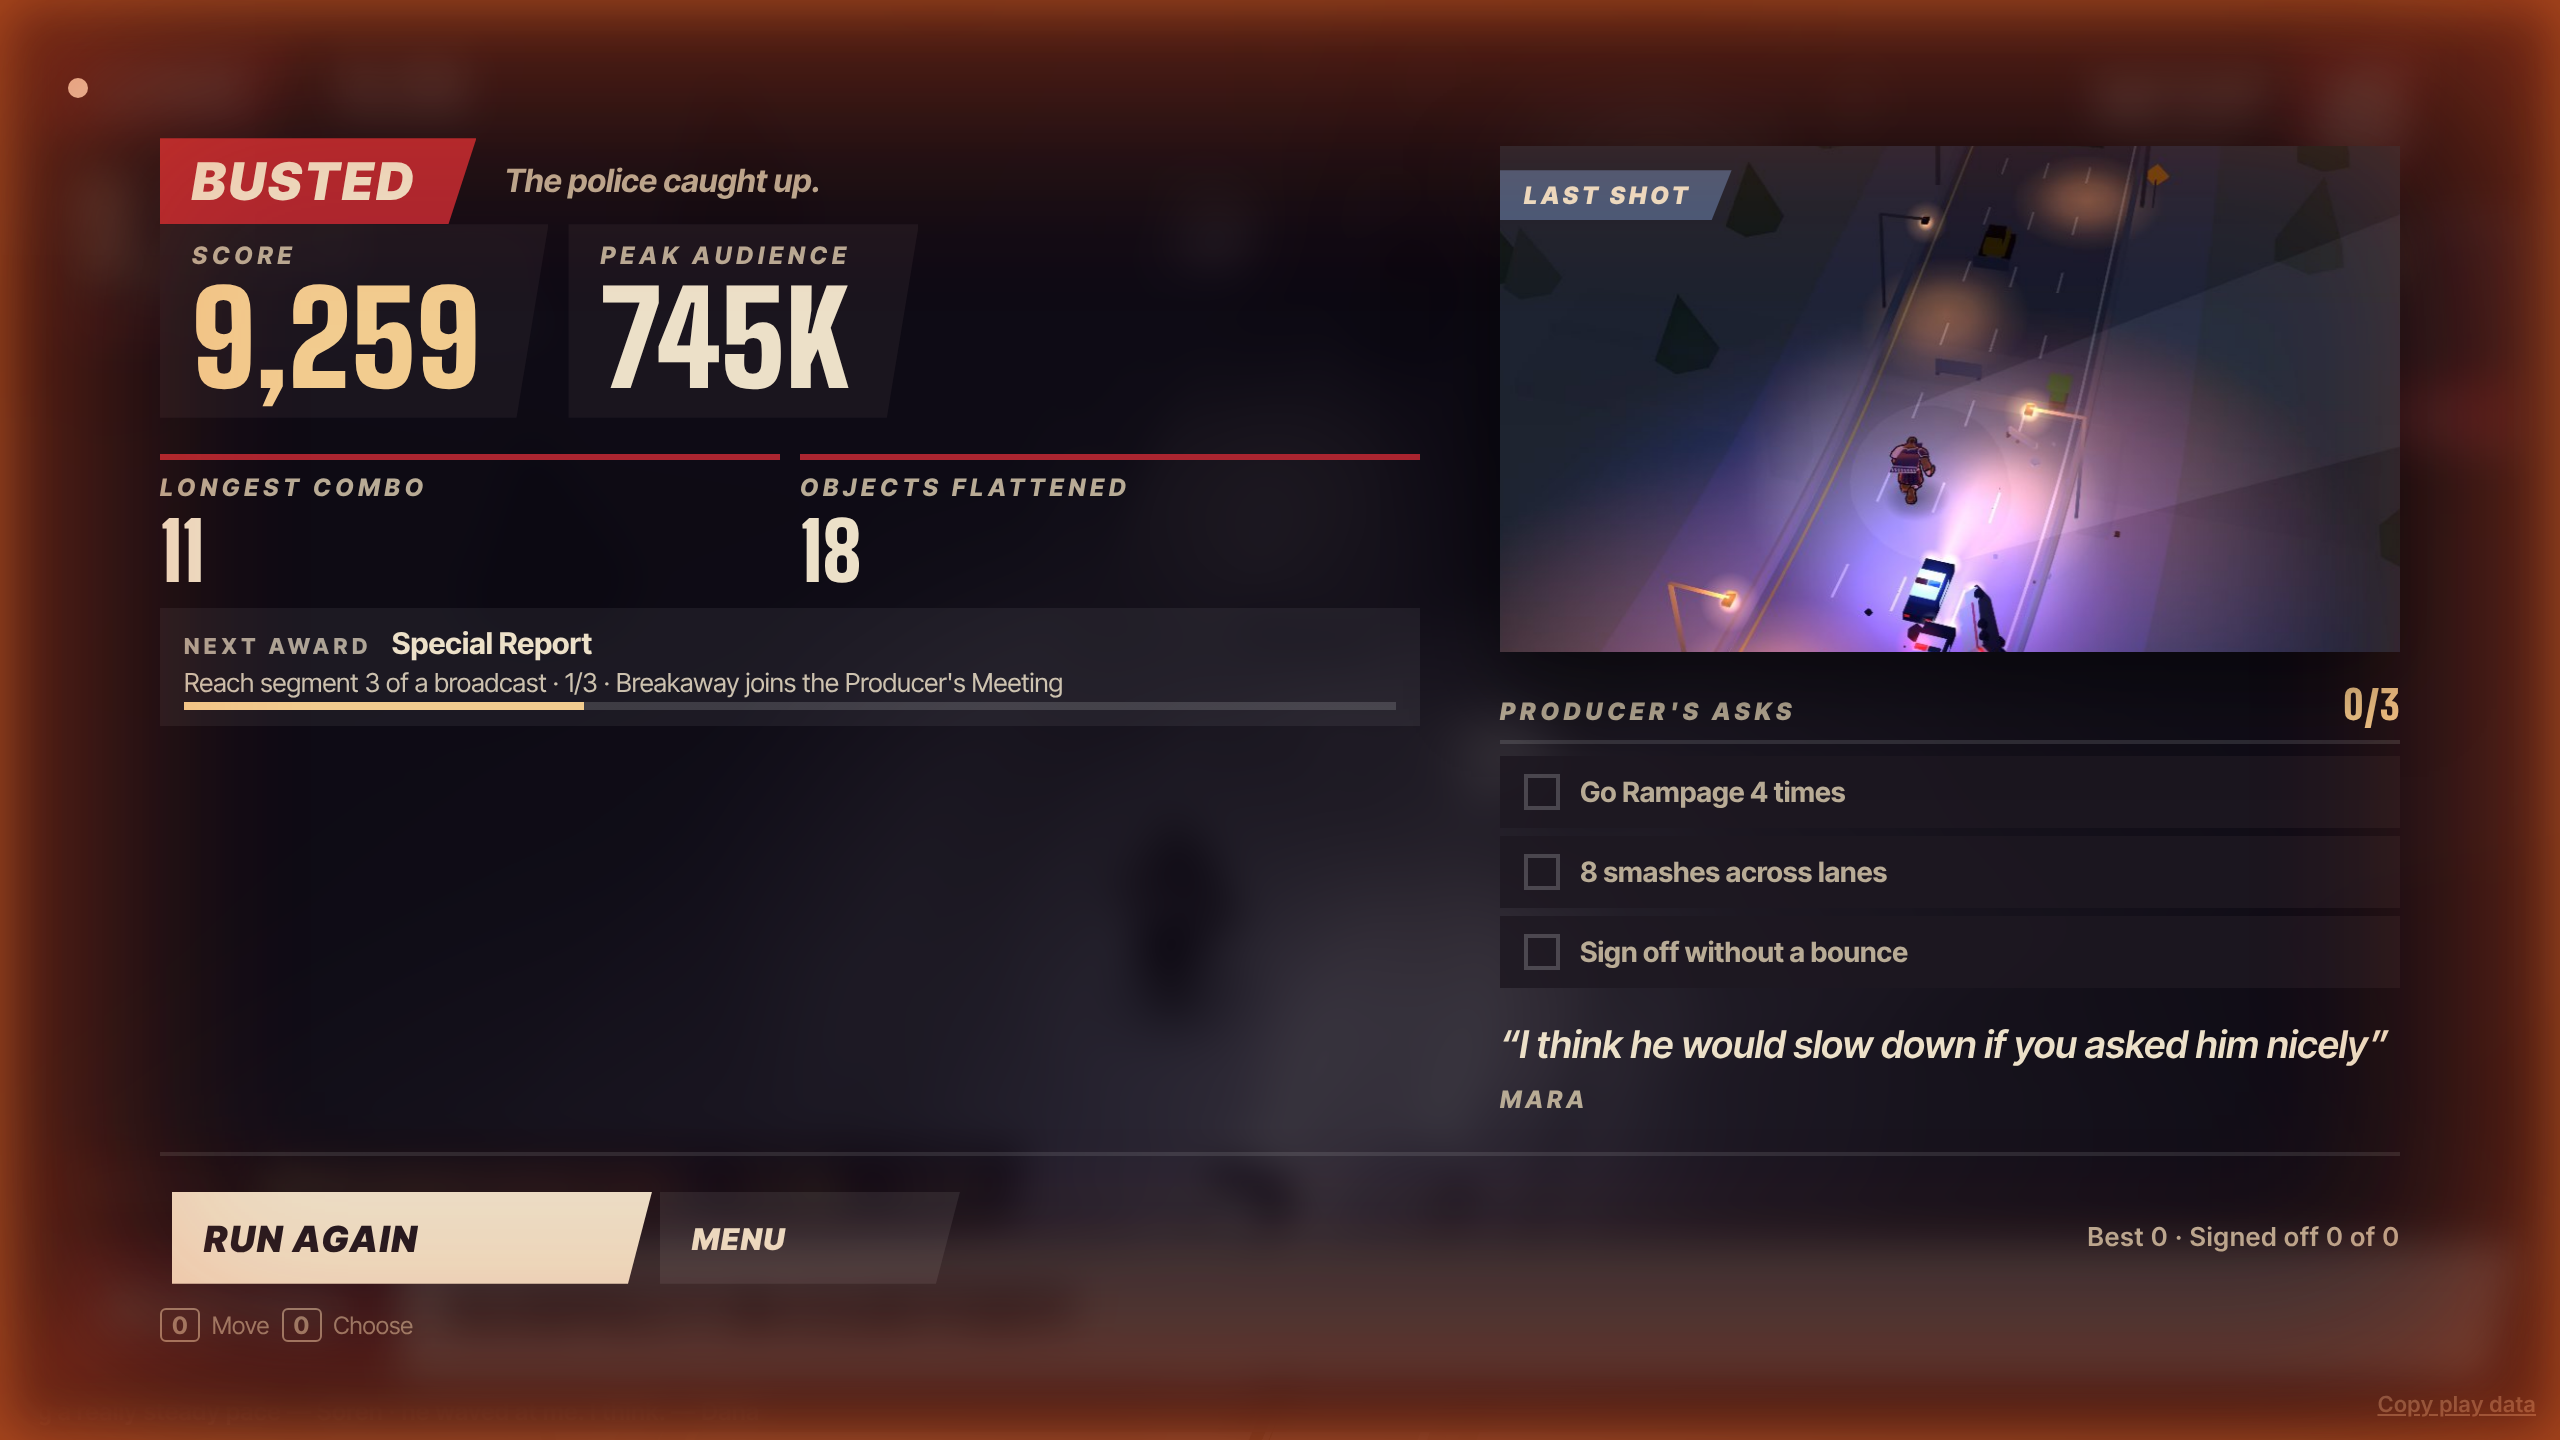 BUSTED
The police caught up.
SCORE
9,259
PEAK AUDIENCE
745K
LONGEST COMBO
11
OBJECTS FLATTENED
18
NEXT AWARD Special Report
Reach segment 3 of a broadcast · 1/3 · Breakaway joins the Producer's Meeting
LAST SHOT
PRODUCER'S ASKS
0/3
Go Rampage 4 times
8 smashes across lanes
Sign off without a bounce
“I think he would slow down if you asked him nicely”
MARA
RUN AGAIN
MENU
Best 0 · Signed off 0 of 0
0 Move 0 Choose
Copy play data